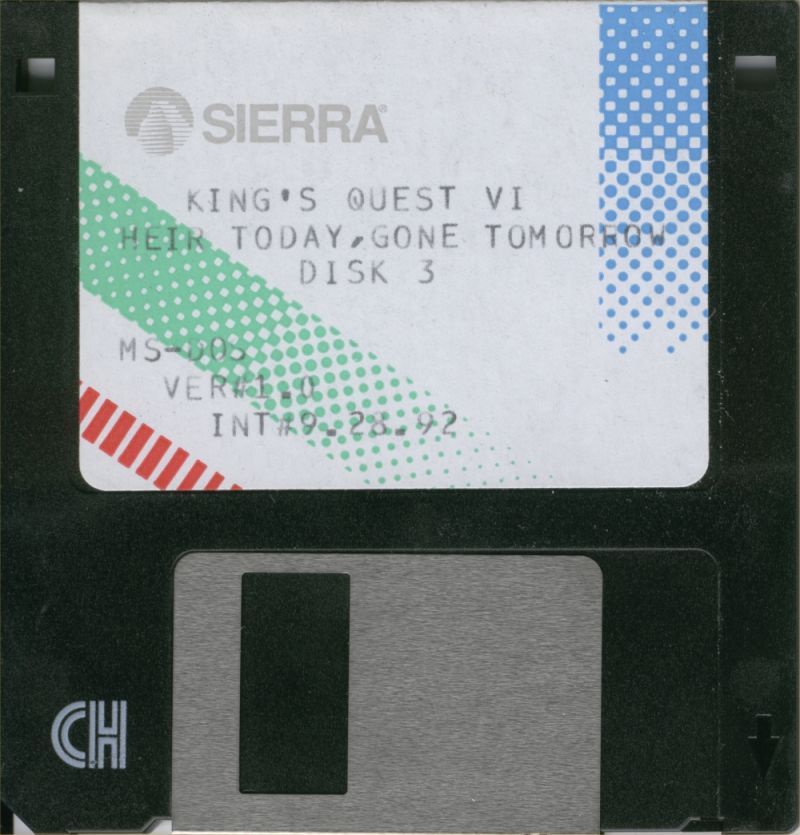 SIERRA
KING'S QUEST VI
HEIR TODAY,GONE TOMORROW
DISK 3
MS-DOS
VER#1.0
INT#9.28.92
CH